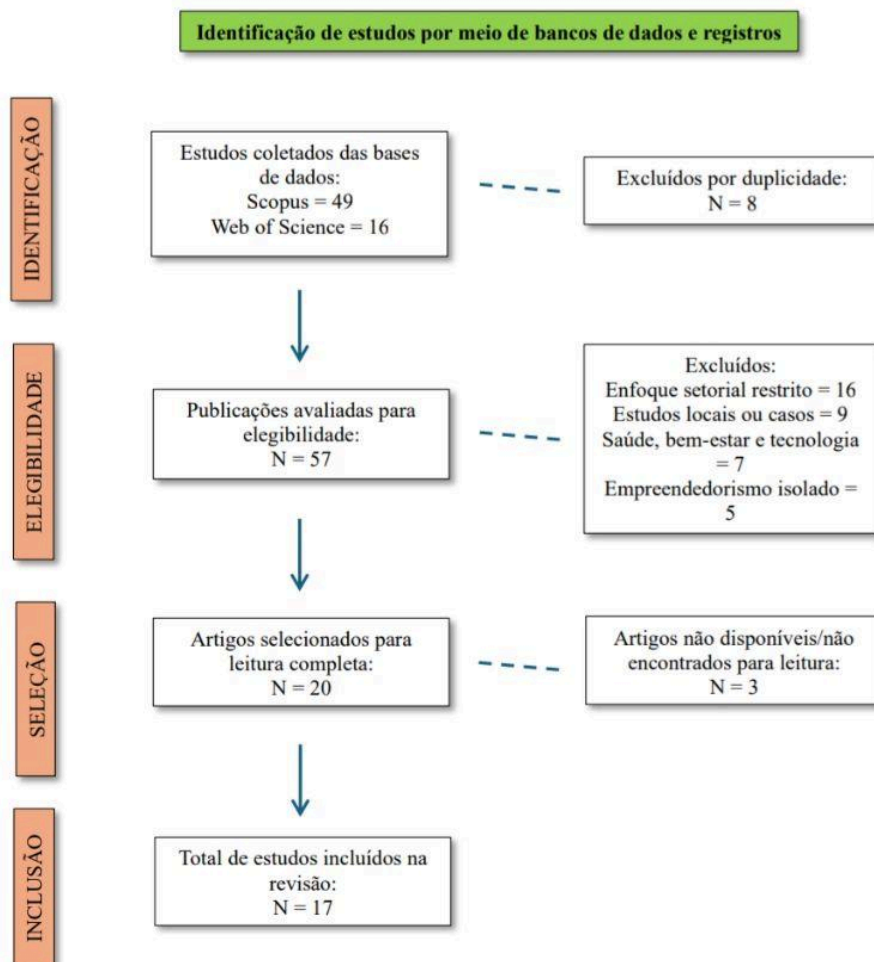 Identificação de estudos por meio de bancos de dados e registros
IDENTIFICAÇÃO
Estudos coletados das bases
de dados:
Scopus = 49
Web of Science = 16
Excluídos por duplicidade:
N = 8
ELEGIBILIDADE
Publicações avaliadas para
elegibilidade:
N = 57
Excluídos:
Enfoque setorial restrito = 16
Estudos locais ou casos = 9
Saúde, bem-estar e tecnologia
= 7
Empreendedorismo isolado =
5
SELEÇÃO
Artigos selecionados para
leitura completa:
N = 20
Artigos não disponíveis/não
encontrados para leitura:
N = 3
INCLUSÃO
Total de estudos incluídos na
revisão:
N = 17